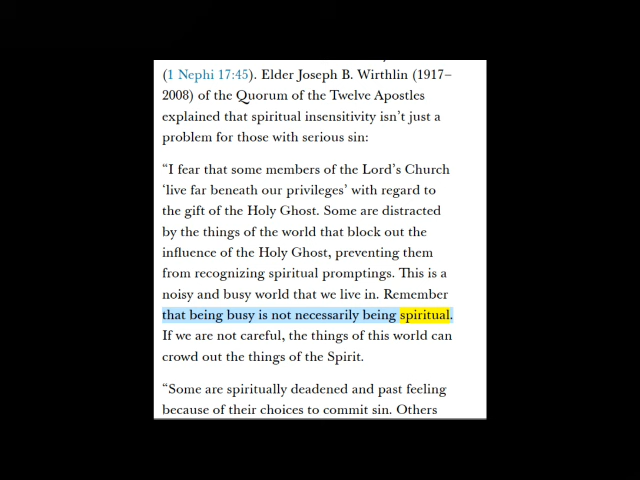 (1 Nephi 17:45). Elder Joseph B. Wirthlin (1917–
2008) of the Quorum of the Twelve Apostles
explained that spiritual insensitivity isn’t just a
problem for those with serious sin:
“I fear that some members of the Lord’s Church
‘live far beneath our privileges’ with regard to
the gift of the Holy Ghost. Some are distracted
by the things of the world that block out the
influence of the Holy Ghost, preventing them
from recognizing spiritual promptings. This is a
noisy and busy world that we live in. Remember
that being busy is not necessarily being spiritual.
If we are not careful, the things of this world can
crowd out the things of the Spirit.
“Some are spiritually deadened and past feeling
because of their choices to commit sin. Others